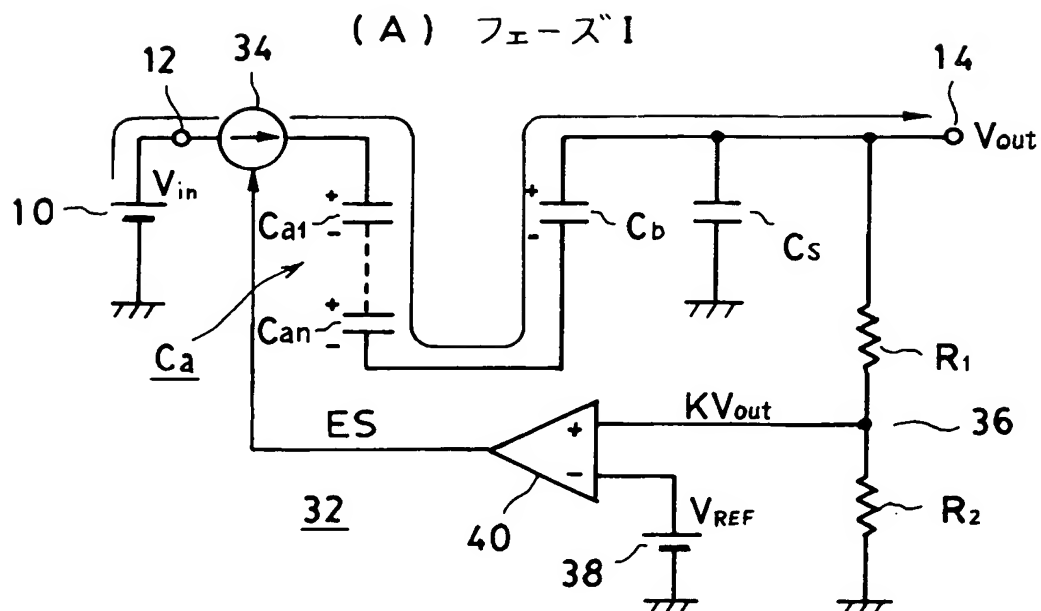 (A) フェーズI
34
12
14
Vout
Vin
10
+
-
Ca1
+
-
Cb
Cs
+
-
Can
Ca
R1
KVout
36
ES
+
-
40
32
VREF
38
R2